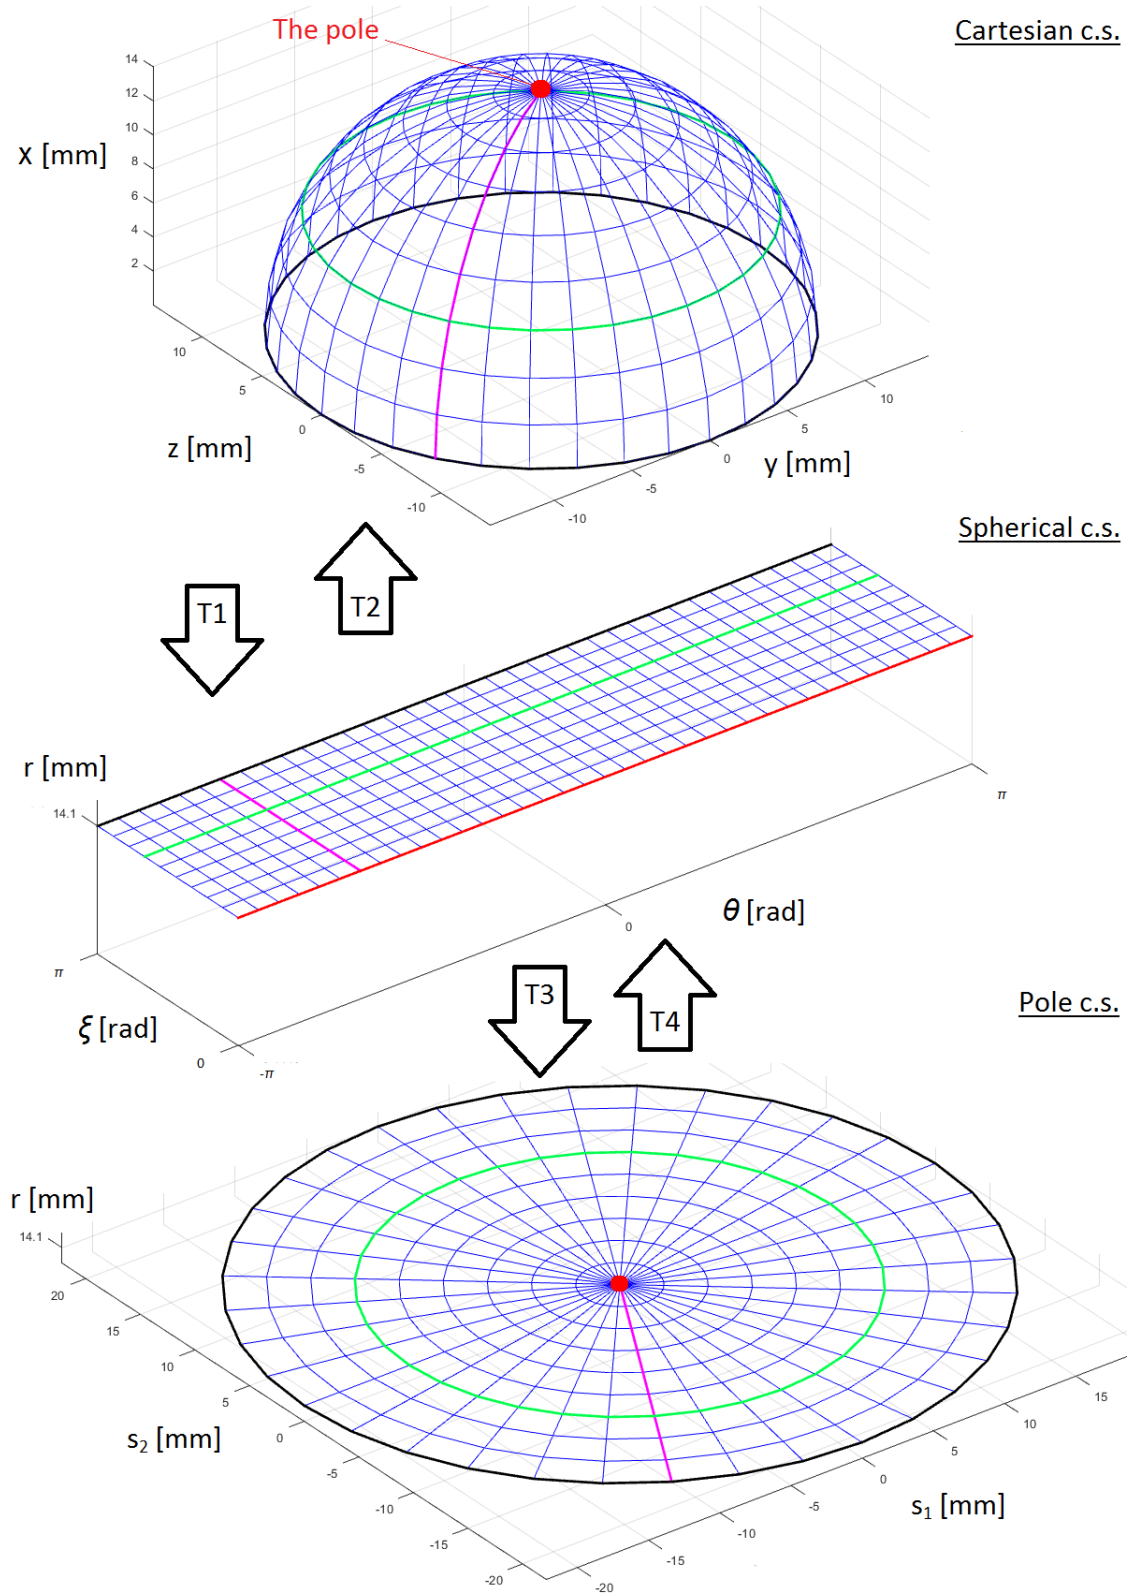 The pole
Cartesian c.s.
14
12
10
8
6
4
2
X [mm]
10
5
0
-5
-10
z [mm]
10
5
0
-5
-10
y [mm]
Spherical c.s.
T1
T2
r [mm]
14.1
π
0
-π
ξ [rad]
0
π
θ [rad]
T3
T4
Pole c.s.
r [mm]
14.1
20
15
10
5
0
-5
-10
-15
-20
s₂ [mm]
15
10
5
0
-5
-10
-15
-20
s₁ [mm]